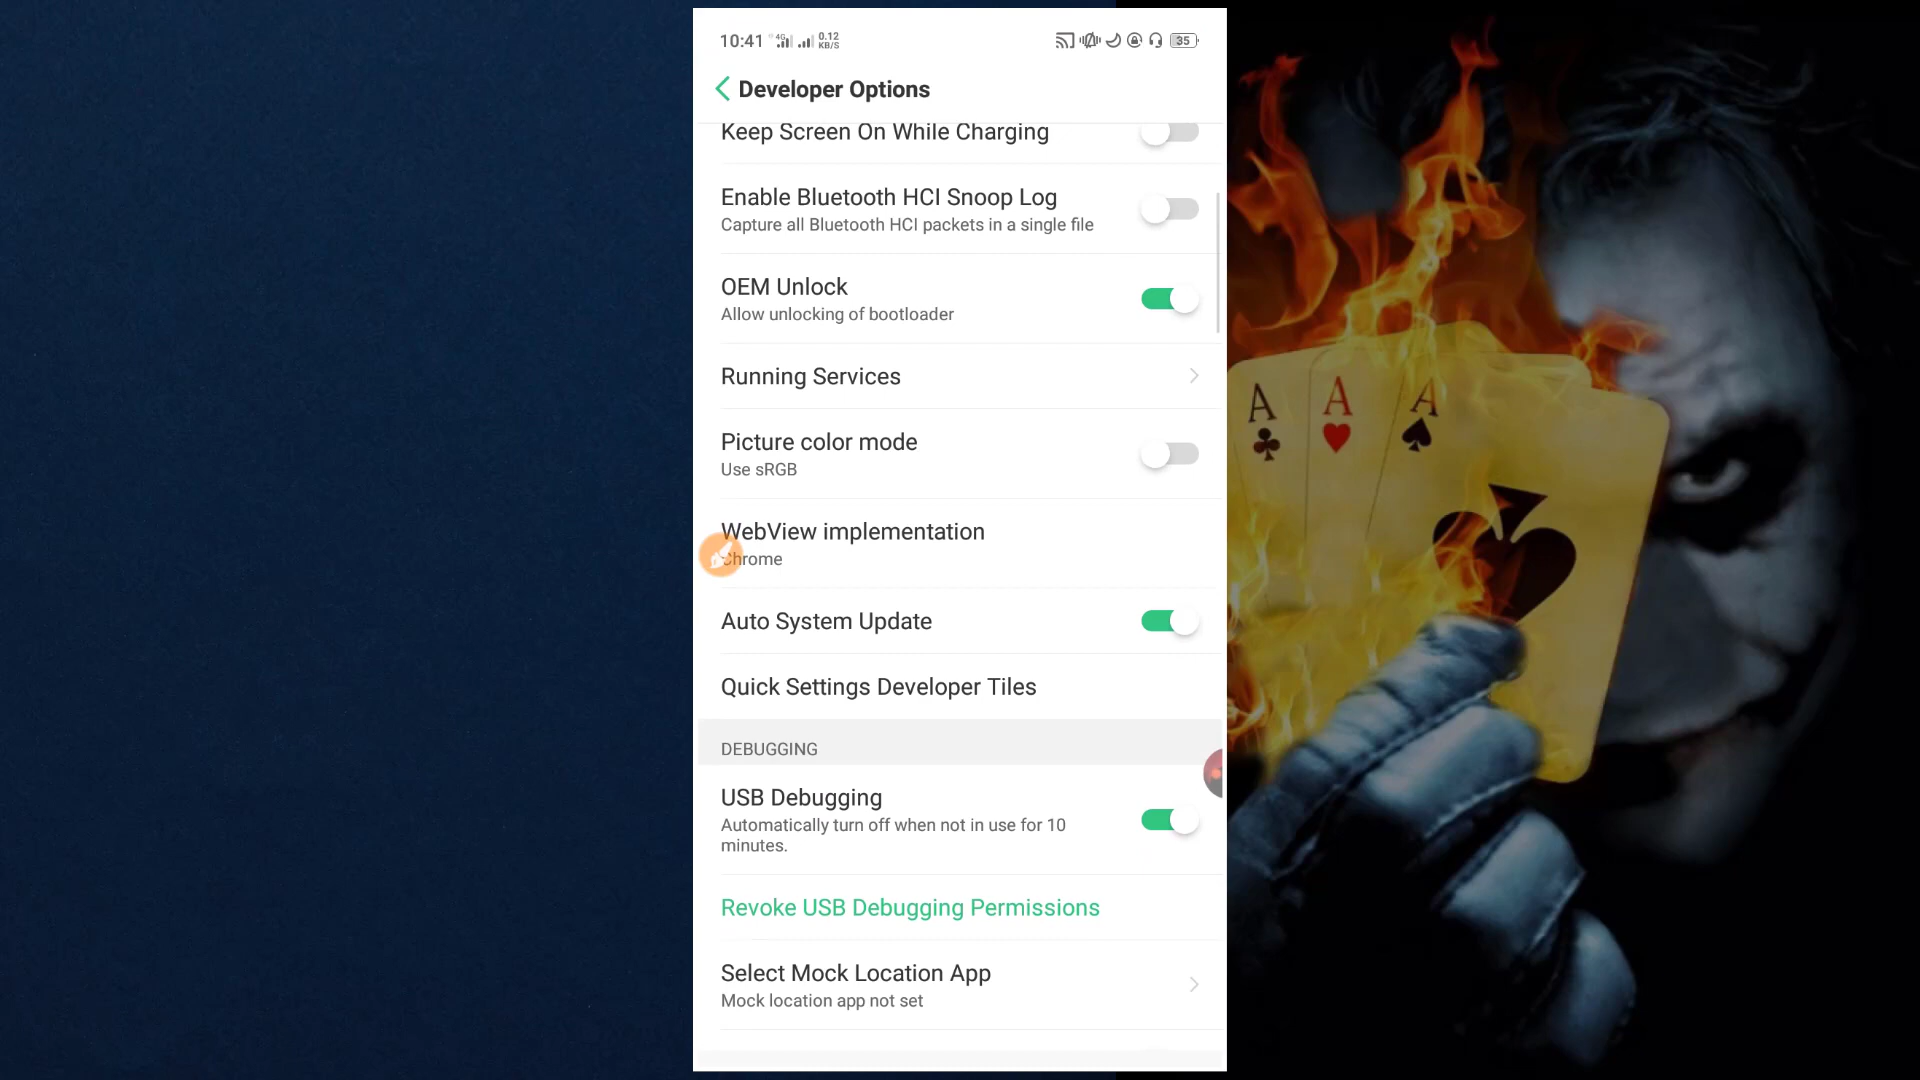 10:41 4G 0.12 KB/S 35
Developer Options
Keep Screen On While Charging
Enable Bluetooth HCI Snoop Log
Capture all Bluetooth HCI packets in a single file
OEM Unlock
Allow unlocking of bootloader
Running Services
Picture color mode
Use sRGB
WebView implementation
Chrome
Auto System Update
Quick Settings Developer Tiles
DEBUGGING
USB Debugging
Automatically turn off when not in use for 10
minutes.
Revoke USB Debugging Permissions
Select Mock Location App
Mock location app not set
A A A